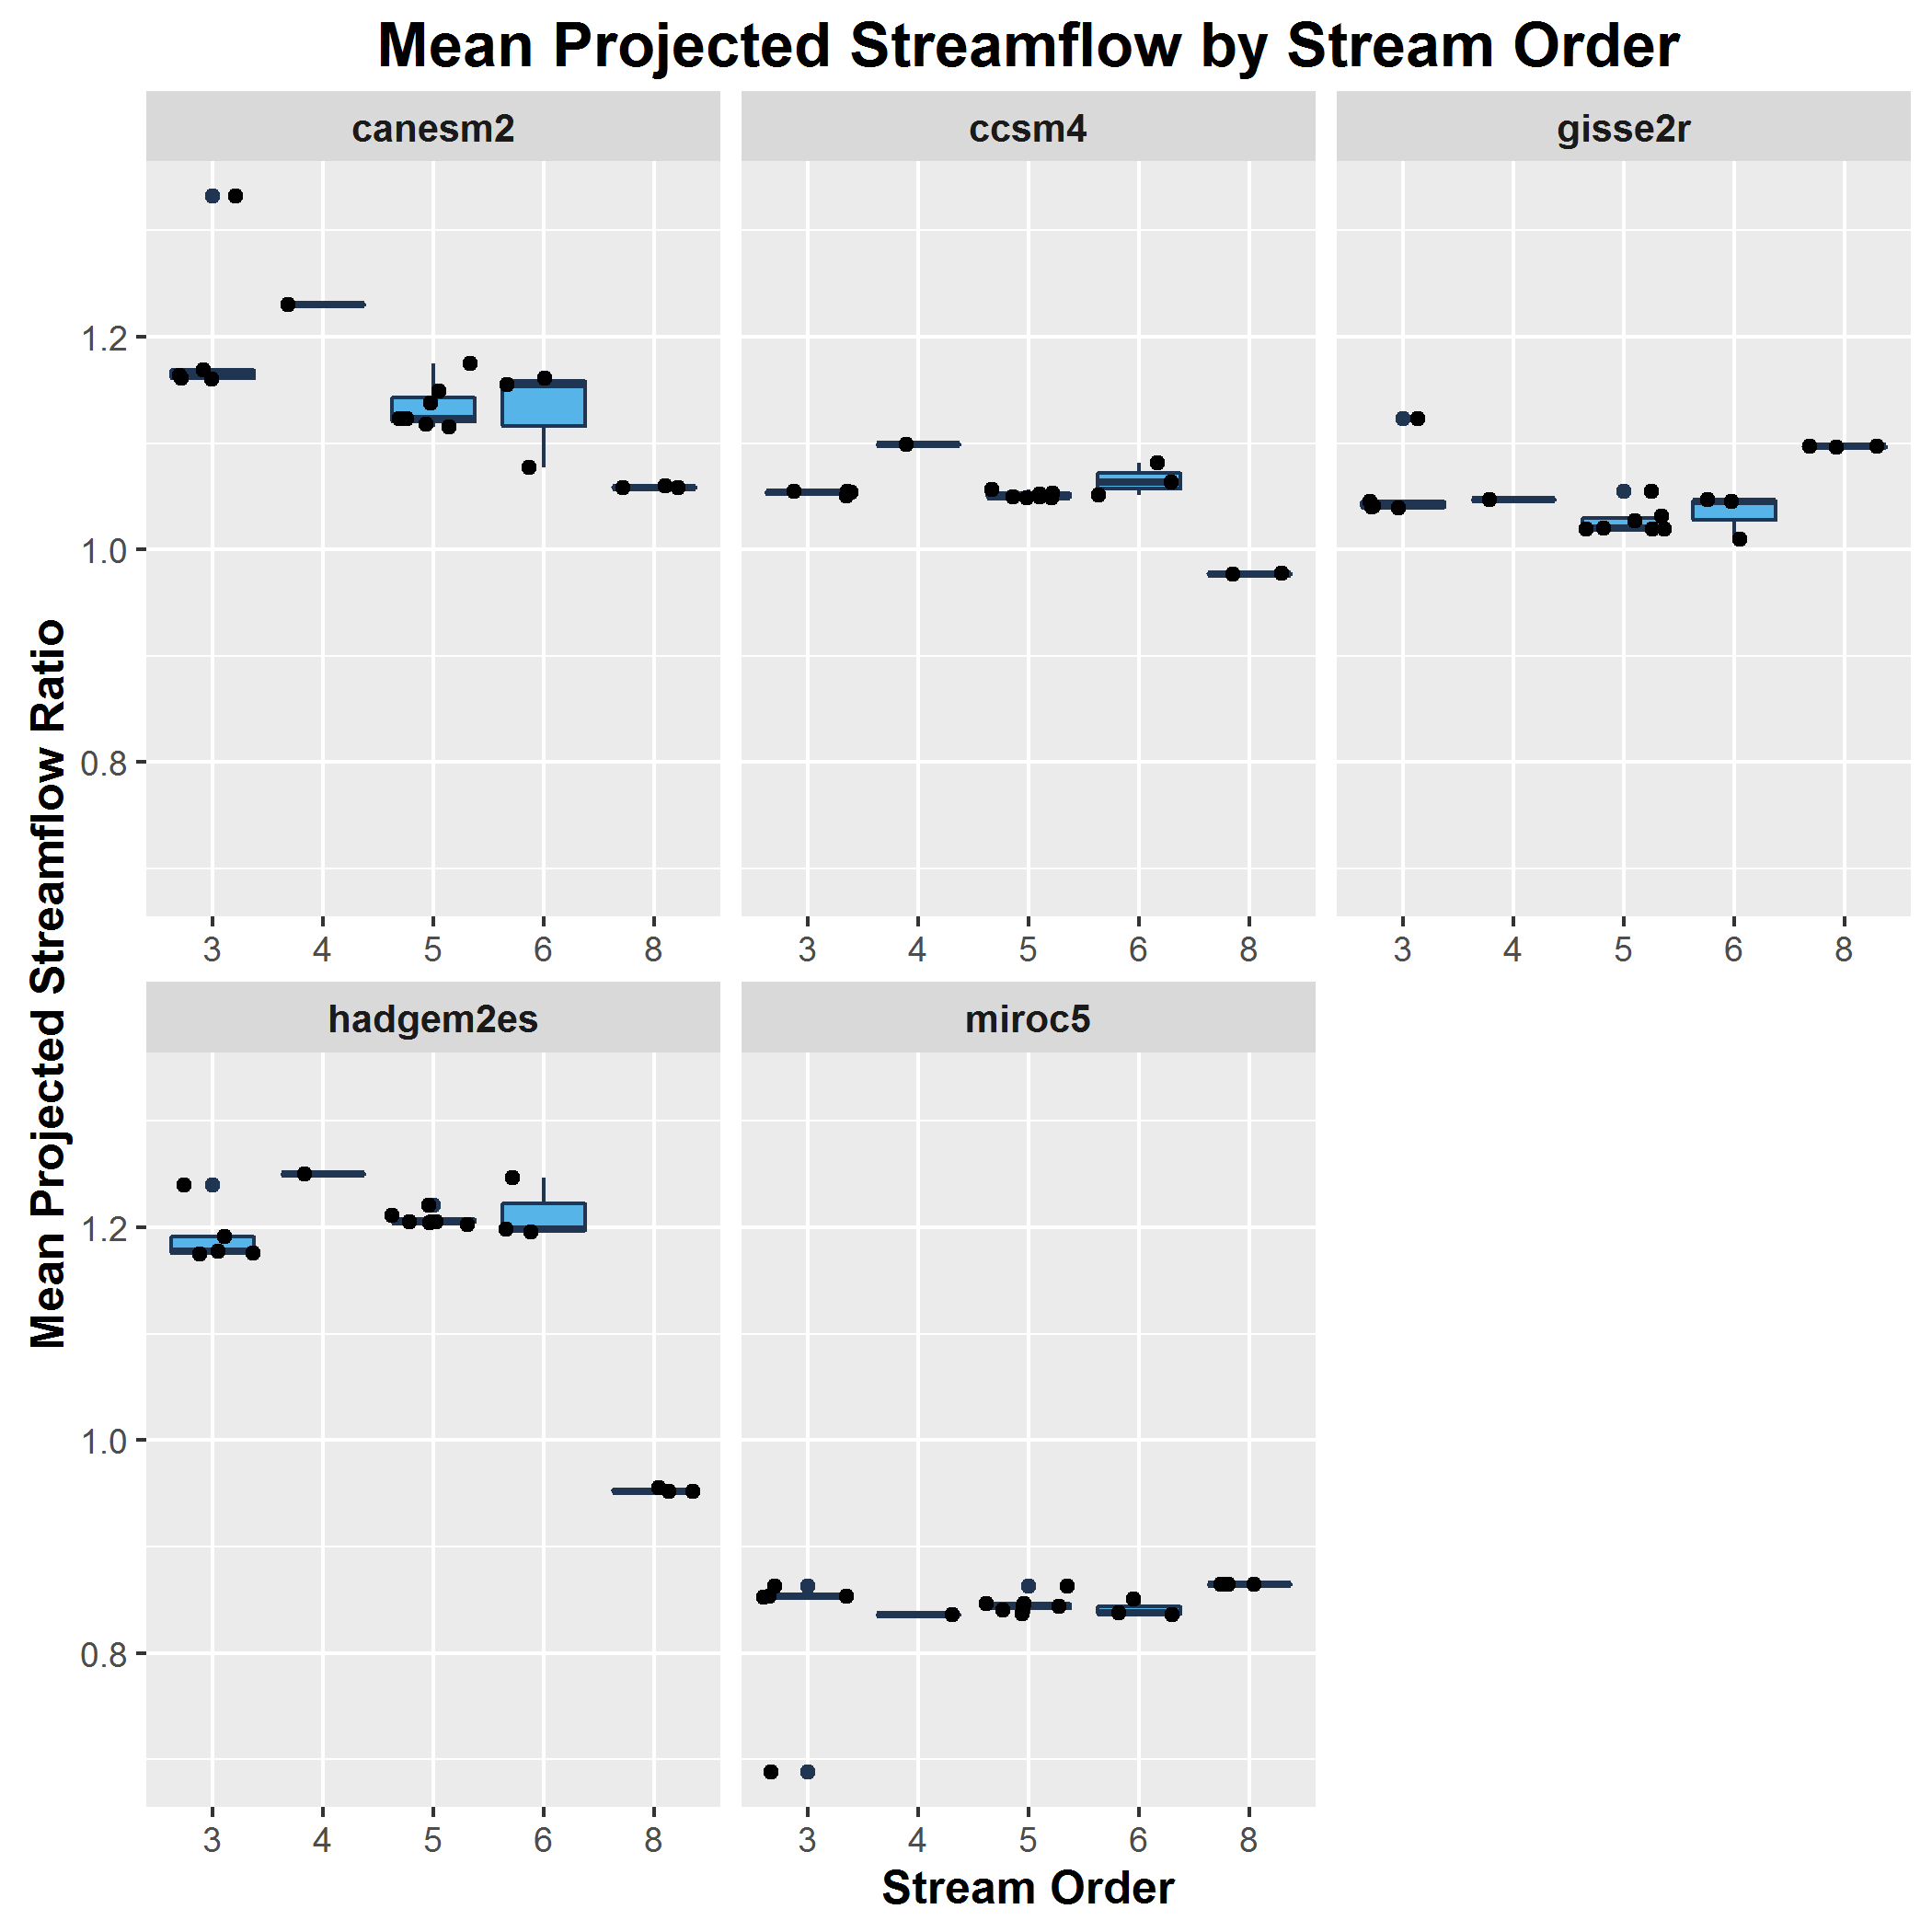 Mean Projected Streamflow by Stream Order
canesm2
ccsm4
gisse2r
1.2
1.0
0.8
3 4 5 6 8
3 4 5 6 8
3 4 5 6 8
Mean Projected Streamflow Ratio
hadgem2es
miroc5
1.2
1.0
0.8
3 4 5 6 8
3 4 5 6 8
Stream Order